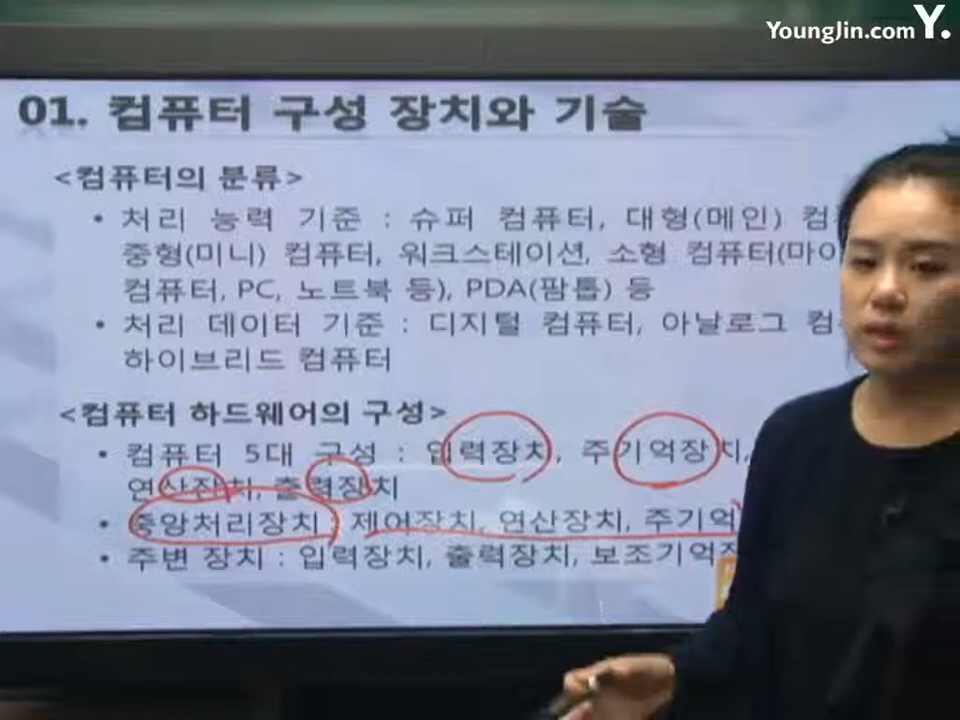 YoungJin.com Y.
01. 컴퓨터 구성 장치와 기술
<컴퓨터의 분류>
• 처리 능력 기준 : 슈퍼 컴퓨터, 대형(메인)
중형(미니) 컴퓨터, 워크스테이션, 소형 컴퓨터(마이
컴퓨터, PC, 노트북 등), PDA(팜톱) 등
• 처리 데이터 기준 : 디지털 컴퓨터, 아날로그
하이브리드 컴퓨터
<컴퓨터 하드웨어의 구성>
• 컴퓨터 5대 구성 : 입력장치, 주기억장치,
연산장치, 출력장치
• 중앙처리장치 : 제어장치, 연산장치, 주기억
• 주변 장치 : 입력장치, 출력장치, 보조기억